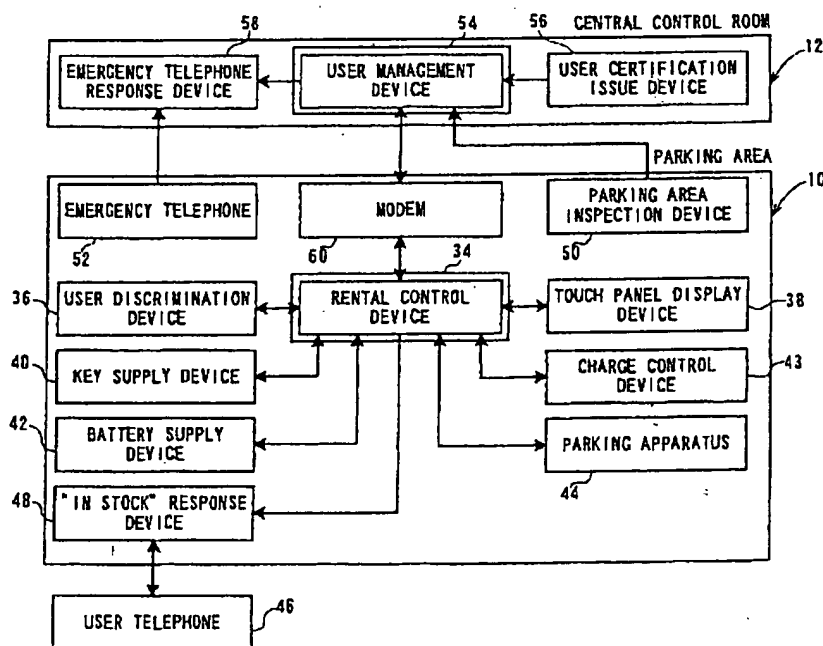 CENTRAL CONTROL ROOM
58
54
56
12
EMERGENCY TELEPHONE
RESPONSE DEVICE
USER MANAGEMENT
DEVICE
USER CERTIFICATION
ISSUE DEVICE
PARKING AREA
10
EMERGENCY TELEPHONE
52
MODEM
60
PARKING AREA
INSPECTION DEVICE
50
34
36
USER DISCRIMINATION
DEVICE
RENTAL CONTROL
DEVICE
TOUCH PANEL DISPLAY
DEVICE
38
40
KEY SUPPLY DEVICE
CHARGE CONTROL
DEVICE
43
42
BATTERY SUPPLY
DEVICE
PARKING APPARATUS
44
48
"IN STOCK" RESPONSE
DEVICE
USER TELEPHONE
46